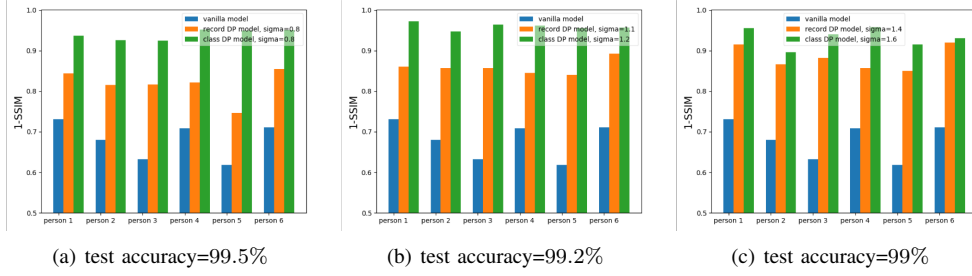 vanilla model
record DP model, sigma=0.8
class DP model, sigma=0.8
1.0
0.9
0.8
0.7
0.6
0.5
1-SSIM
person 1 person 2 person 3 person 4 person 5 person 6
(a) test accuracy=99.5%
vanilla model
record DP model, sigma=1.1
class DP model, sigma=1.2
1.0
0.9
0.8
0.7
0.6
0.5
1-SSIM
person 1 person 2 person 3 person 4 person 5 person 6
(b) test accuracy=99.2%
vanilla model
record DP model, sigma=1.4
class DP model, sigma=1.6
1.0
0.9
0.8
0.7
0.6
0.5
1-SSIM
person 1 person 2 person 3 person 4 person 5 person 6
(c) test accuracy=99%